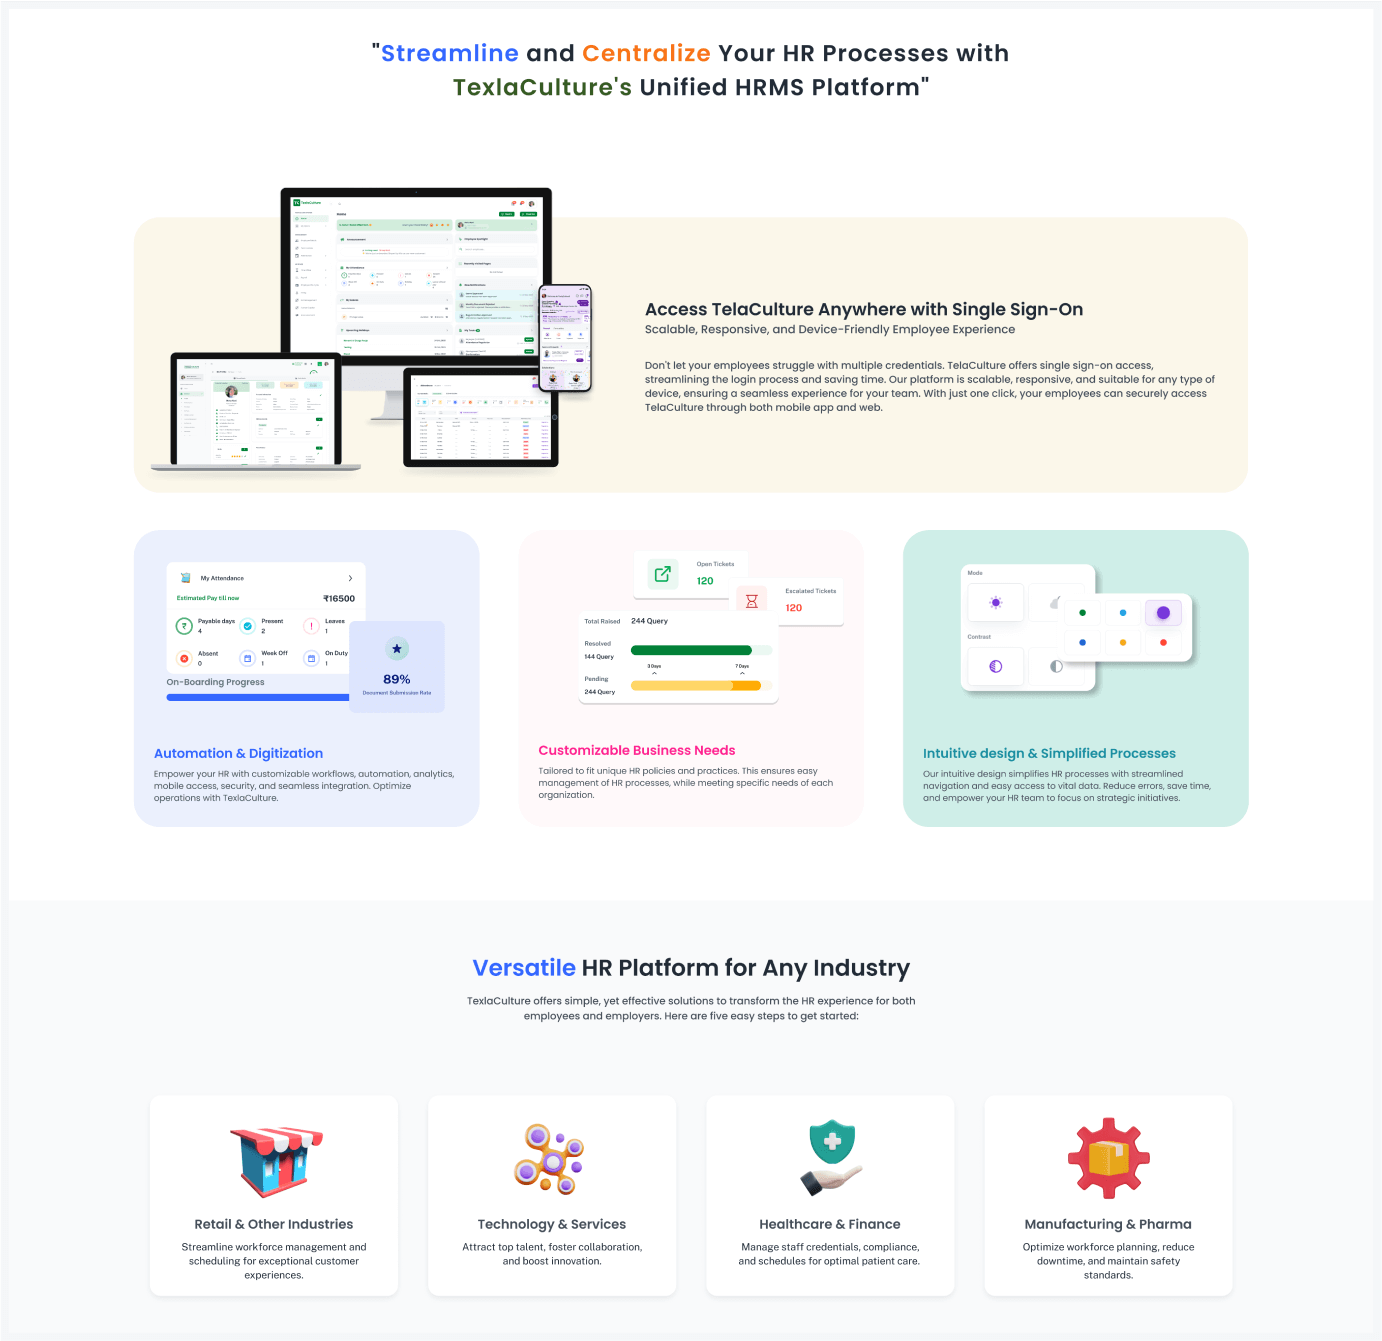 "Streamline and Centralize Your HR Processes with
TexlaCulture's Unified HRMS Platform"
TexlaCulture
Home
Access TelaCulture Anywhere with Single Sign-On
Scalable, Responsive, and Device-Friendly Employee Experience
Don't let your employees struggle with multiple credentials. TelaCulture offers single sign-on access,
streamlining the login process and saving time. Our platform is scalable, responsive, and suitable for any type of
device, ensuring a seamless experience for your team. With just one click, your employees can securely access
TelaCulture through both mobile app and web.
My Attendance
Estimated Pay till now ₹16500
Payable days Present Leaves
4 2 1
Absent Week Off On Duty
0 1 1
On-Boarding Progress
89%
Document Submission Rate
Automation & Digitization
Empower your HR with customizable workflows, automation, analytics,
mobile access, security, and seamless integration. Optimize
operations with TexlaCulture.
Open Tickets
120
Escalated Tickets
120
Total Raised 244 Query
Resolved
144 Query
3 Days 7 Days
Pending
244 Query
Customizable Business Needs
Tailored to fit unique HR policies and practices. This ensures easy
management of HR processes, while meeting specific needs of each
organization.
Mode
Contrast
Intuitive design & Simplified Processes
Our intuitive design simplifies HR processes with streamlined
navigation and easy access to vital data. Reduce errors, save time,
and empower your HR team to focus on strategic initiatives.
Versatile HR Platform for Any Industry
TexlaCulture offers simple, yet effective solutions to transform the HR experience for both
employees and employers. Here are five easy steps to get started:
Retail & Other Industries
Streamline workforce management and
scheduling for exceptional customer
experiences.
Technology & Services
Attract top talent, foster collaboration,
and boost innovation.
Healthcare & Finance
Manage staff credentials, compliance,
and schedules for optimal patient care.
Manufacturing & Pharma
Optimize workforce planning, reduce
downtime, and maintain safety
standards.